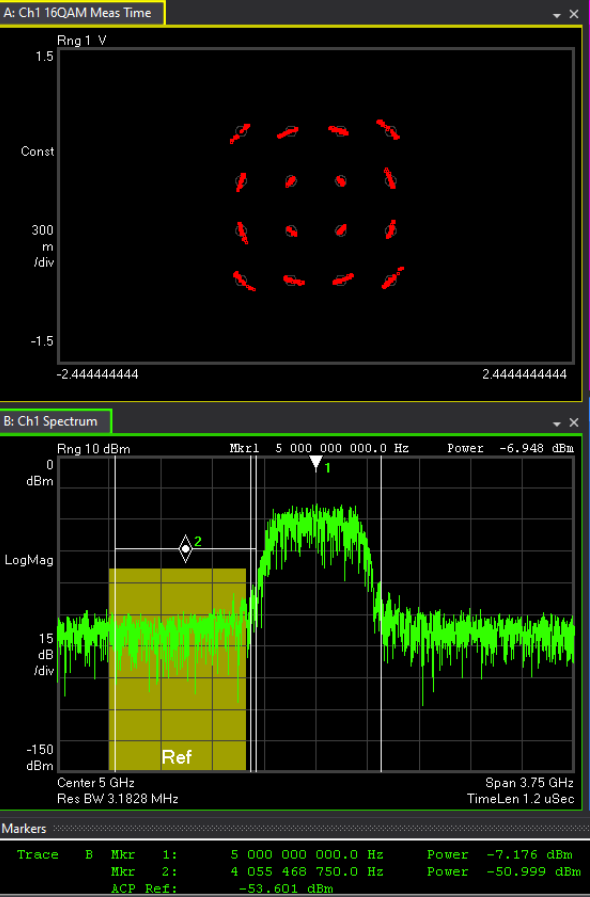 A: Ch1 16QAM Meas Time
Rng 1 V
1.5
Const
300
m
/div
-1.5
-2.444444444
2.4444444444
B: Ch1 Spectrum
Rng 10 dBm
Mkr1 5 000 000 000.0 Hz Power -6.948 dBm
0
dBm
1
2
LogMag
15
dB
/div
-150
dBm
Ref
Center 5 GHz
Span 3.75 GHz
Res BW 3.1828 MHz
TimeLen 1.2 uSec
Markers
Trace B Mkr 1: 5 000 000 000.0 Hz Power -7.176 dBm
Mkr 2: 4 055 468 750.0 Hz Power -50.999 dBm
ACP Ref: -53.601 dBm